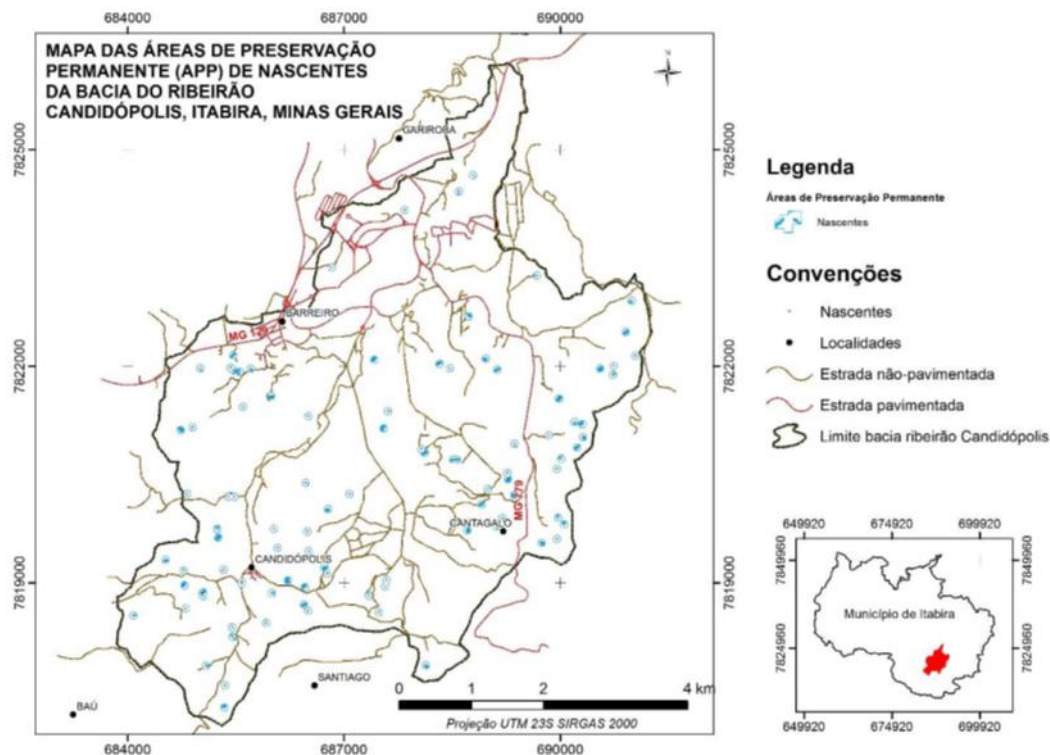 684000
687000
690000
MAPA DAS ÁREAS DE PRESERVAÇÃO
PERMANENTE (APP) DE NASCENTES
DA BACIA DO RIBEIRÃO
CANDIDÓPOLIS, ITABIRA, MINAS GERAIS
GARIROBA
7825000
7825000
BARREIRO
MG 129
7822000
7822000
MG 779
CANTAGALO
CANDIDÓPOLIS
7819000
7819000
SANTIAGO
BAÚ
0 1 2 4 km
Projeção UTM 23S SIRGAS 2000
684000
687000
690000
Legenda
Áreas de Preservação Permanente
Nascentes
Convenções
Nascentes
Localidades
Estrada não-pavimentada
Estrada pavimentada
Limite bacia ribeirão Candidópolis
649920
674920
699920
7849960
7849960
Município de Itabira
7824960
7824960
649920
674920
699920